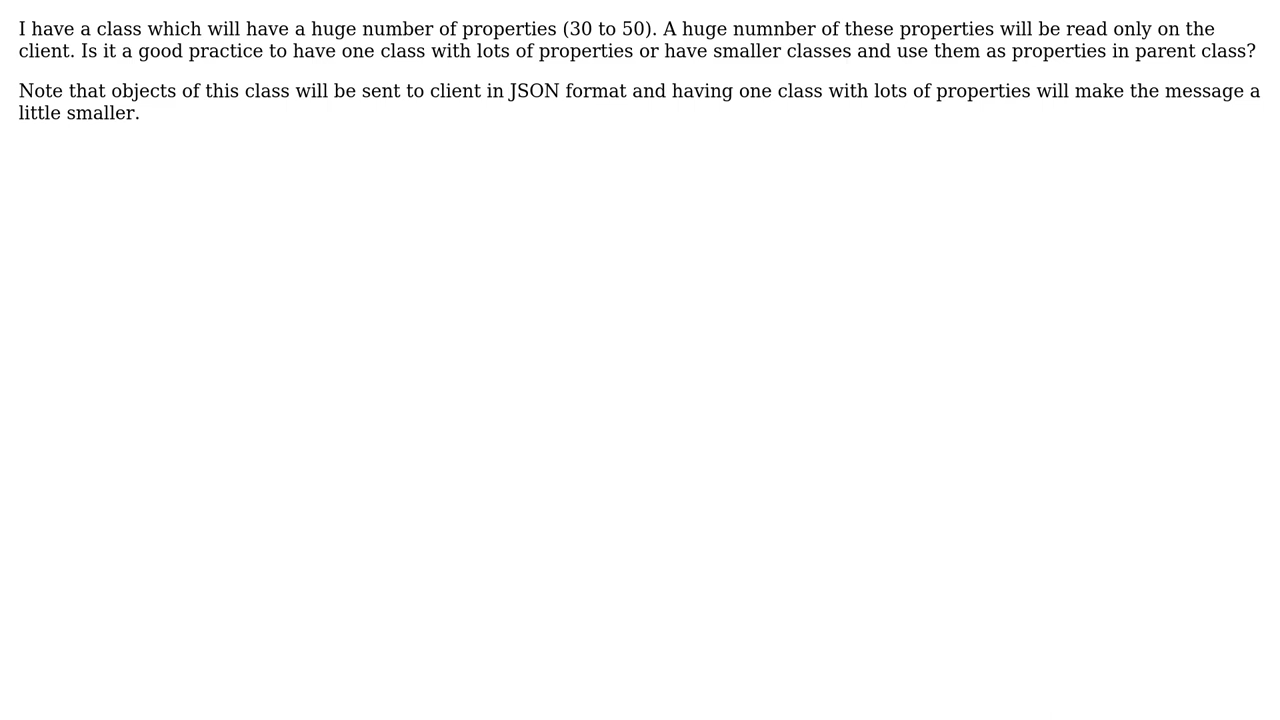 I have a class which will have a huge number of properties (30 to 50). A huge numnber of these properties will be read only on the
client. Is it a good practice to have one class with lots of properties or have smaller classes and use them as properties in parent class?
Note that objects of this class will be sent to client in JSON format and having one class with lots of properties will make the message a
little smaller.